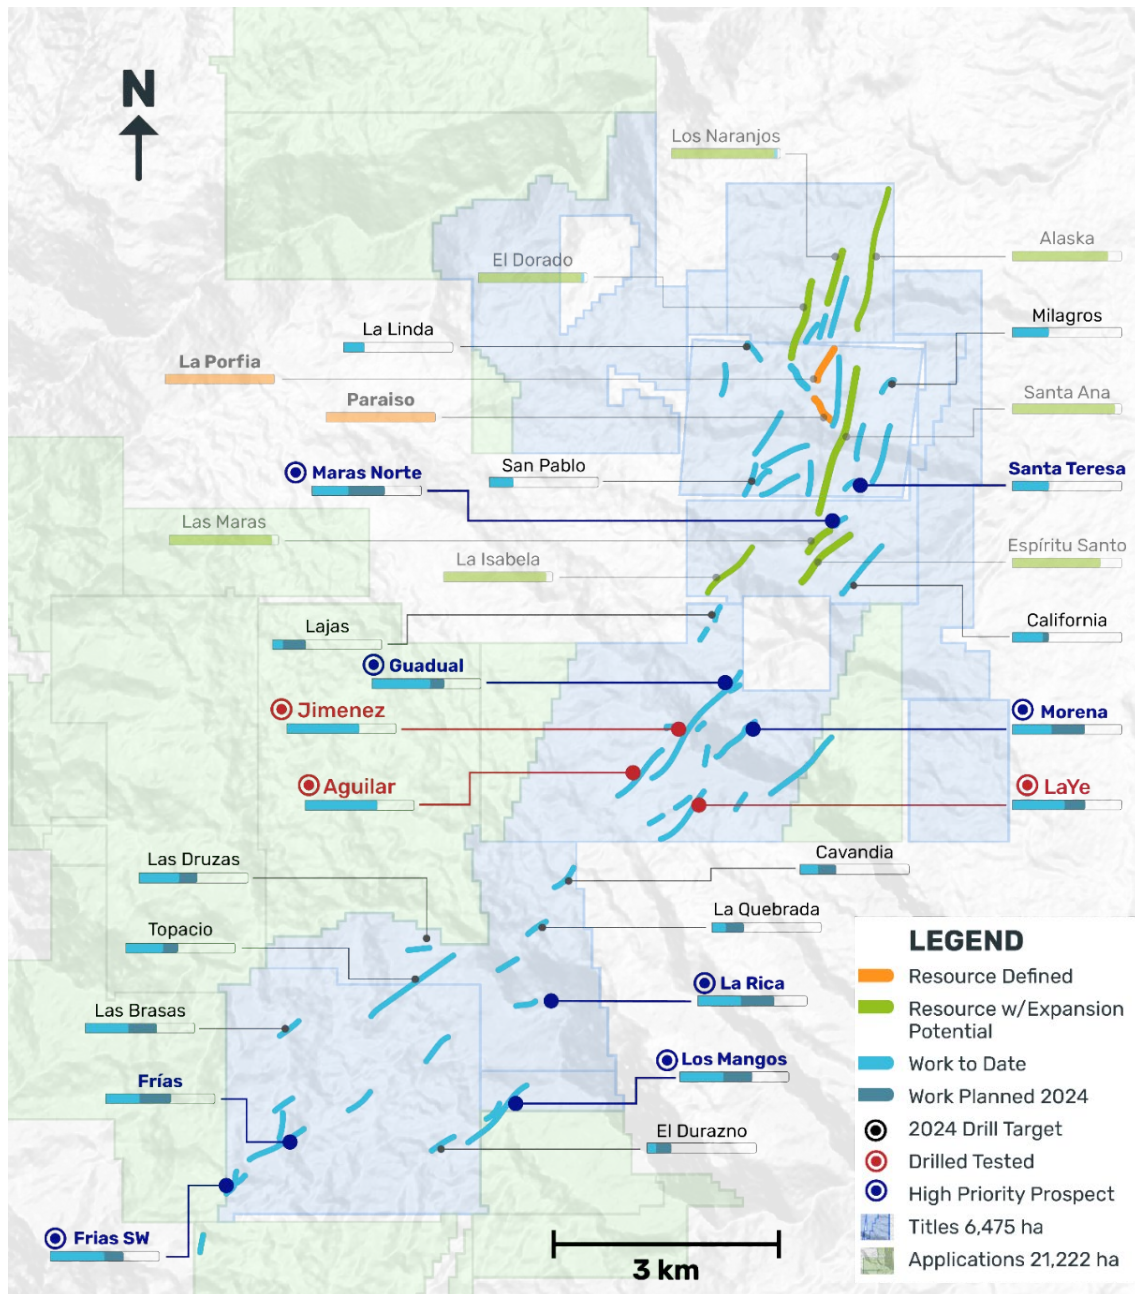 N
Los Naranjos
Alaska
El Dorado
Milagros
La Linda
La Porfia
Paraiso
Santa Ana
Maras Norte
San Pablo
Santa Teresa
Las Maras
La Isabela
Espíritu Santo
Lajas
California
Guadual
Jimenez
Morena
Aguilar
LaYe
Las Druzas
Cavandia
La Quebrada
Topacio
La Rica
Las Brasas
Los Mangos
Frías
El Durazno
Frias SW
3 km
LEGEND
Resource Defined
Resource w/Expansion
Potential
Work to Date
Work Planned 2024
2024 Drill Target
Drilled Tested
High Priority Prospect
Titles 6,475 ha
Applications 21,222 ha